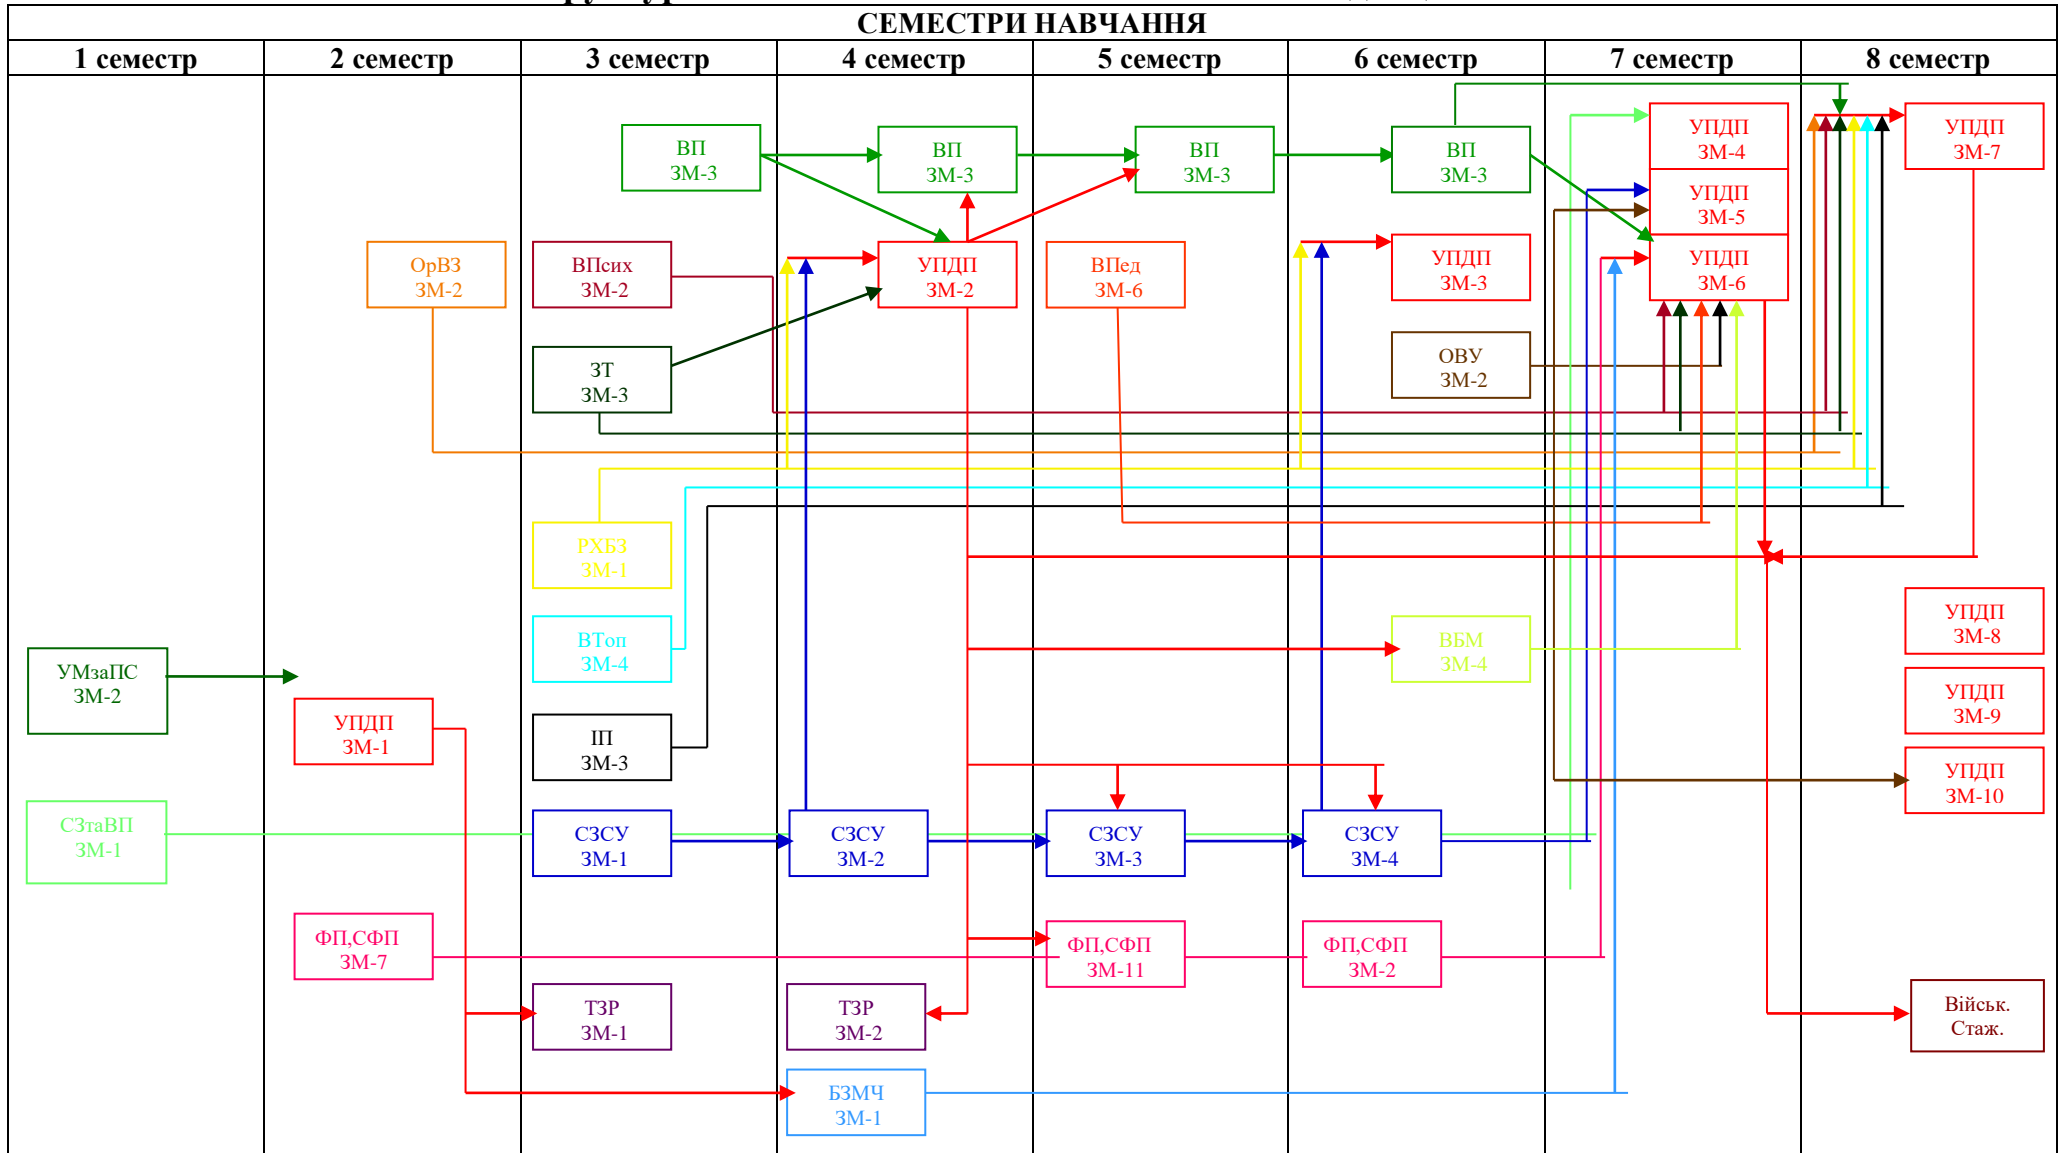 СЕМЕСТРИ НАВЧАННЯ
1 семестр
2 семестр
3 семестр
4 семестр
5 семестр
6 семестр
7 семестр
8 семестр
УМзаПС
ЗМ-2
СЗтаВП
ЗМ-1
ОрВЗ
ЗМ-2
УПДП
ЗМ-1
ФП,СФП
ЗМ-7
ВП
ЗМ-3
ВПсих
ЗМ-2
ЗТ
ЗМ-3
РХБЗ
ЗМ-1
ВТоп
ЗМ-4
ІП
ЗМ-3
СЗСУ
ЗМ-1
ТЗР
ЗМ-1
ВП
ЗМ-3
УПДП
ЗМ-2
СЗСУ
ЗМ-2
ТЗР
ЗМ-2
БЗМЧ
ЗМ-1
ВП
ЗМ-3
ВПед
ЗМ-6
СЗСУ
ЗМ-3
ФП,СФП
ЗМ-11
ВП
ЗМ-3
УПДП
ЗМ-3
ОВУ
ЗМ-2
ВБМ
ЗМ-4
СЗСУ
ЗМ-4
ФП,СФП
ЗМ-2
УПДП
ЗМ-4
УПДП
ЗМ-5
УПДП
ЗМ-6
УПДП
ЗМ-7
УПДП
ЗМ-8
УПДП
ЗМ-9
УПДП
ЗМ-10
Військ.
Стаж.